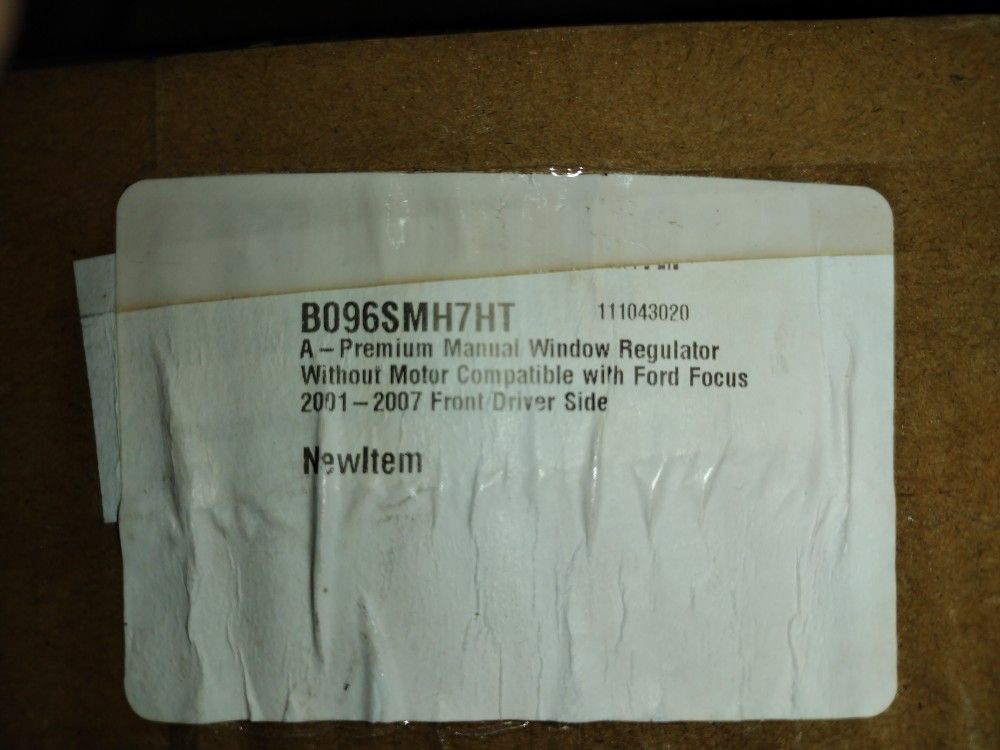 B096SMH7HT 111043020
A-Premium Manual Window Regulator
Without Motor Compatible with Ford Focus
2001-2007 Front Driver Side
NewItem